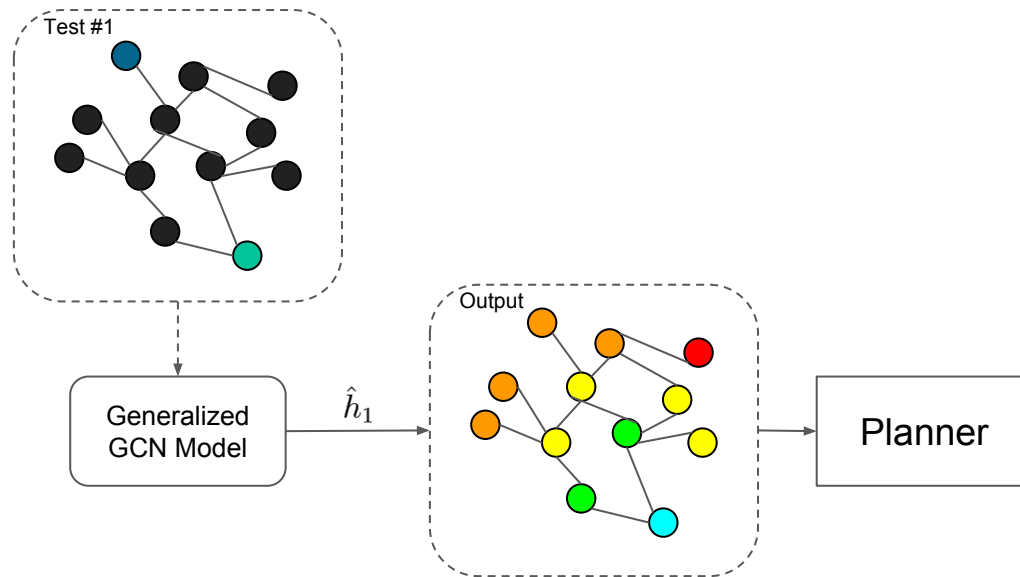 Test #1
Generalized
GCN Model
ĥ₁
Output
Planner